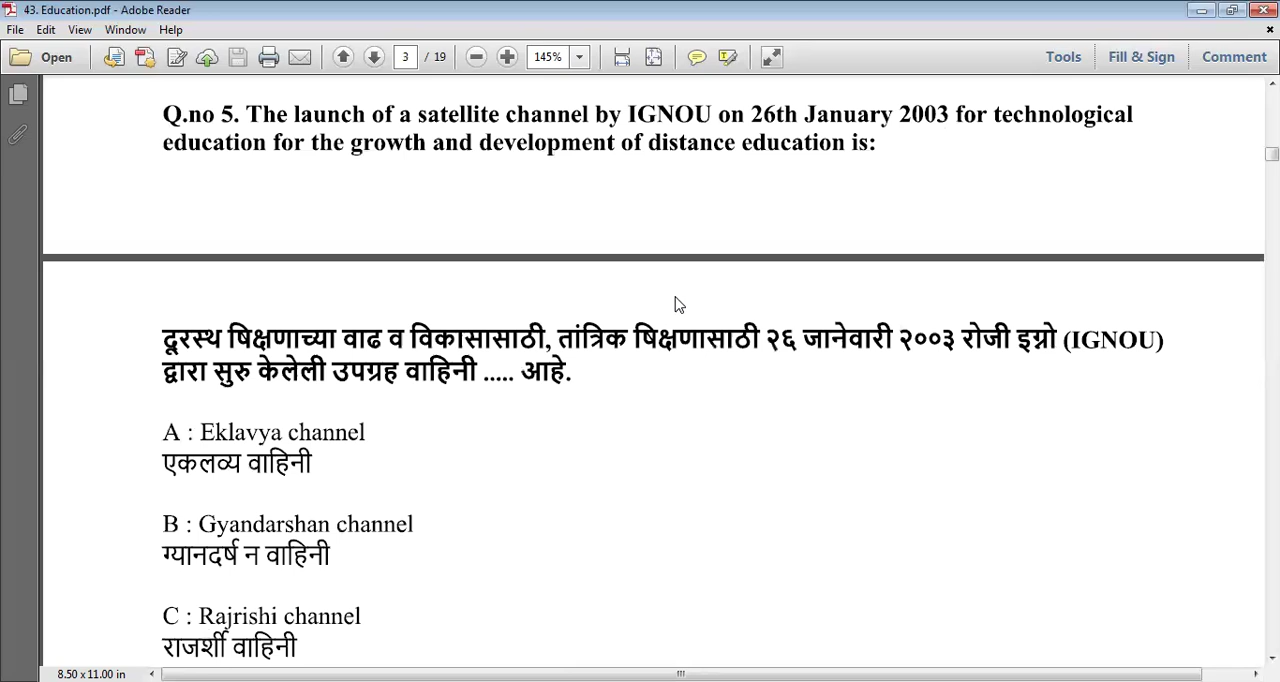 43. Education.pdf - Adobe Reader
File Edit View Window Help
Open 3 / 19 145% Tools Fill & Sign Comment
Q.no 5. The launch of a satellite channel by IGNOU on 26th January 2003 for technological
education for the growth and development of distance education is:
दूरस्थ षिक्षणाच्या वाढ व विकासासाठी, तांत्रिक षिक्षणासाठी २६ जानेवारी २००३ रोजी इग्नो (IGNOU)
द्वारा सुरु केलेली उपग्रह वाहिनी ..... आहे.
A : Eklavya channel
एकलव्य वाहिनी
B : Gyandarshan channel
ग्यानदर्ष न वाहिनी
C : Rajrishi channel
राजर्शी वाहिनी
8.50 x 11.00 in